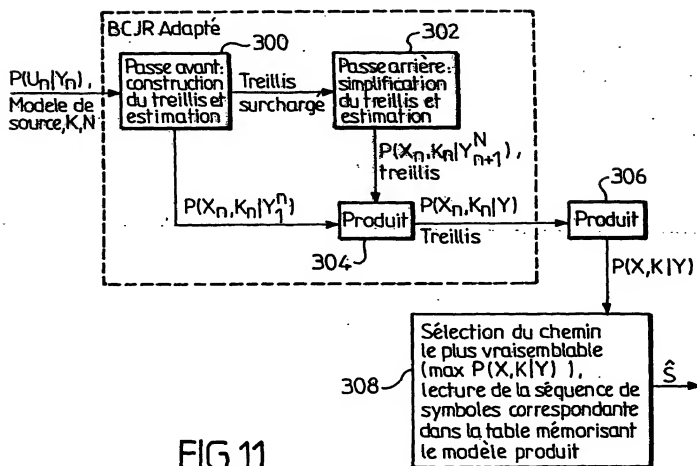 BCJR Adapté
300
302
P(Un|Yn),
Modèle de
source,K,N
Passe avant:
construction
du treillis et
estimation
Treillis
surchargé
Passe arrière:
simplification
du treillis et
estimation
P(Xn,Kn|Y1^n)
P(Xn,Kn|Y^N_n+1),
treillis
Produit
304
P(Xn,Kn|Y)
Treillis
306
Produit
P(X,K|Y)
308
Sélection du chemin
le plus vraisemblable
(max P(X,K|Y) ),
lecture de la séquence de
symboles correspondante
dans la table mémorisant
le modèle produit
Ŝ
FIG.11